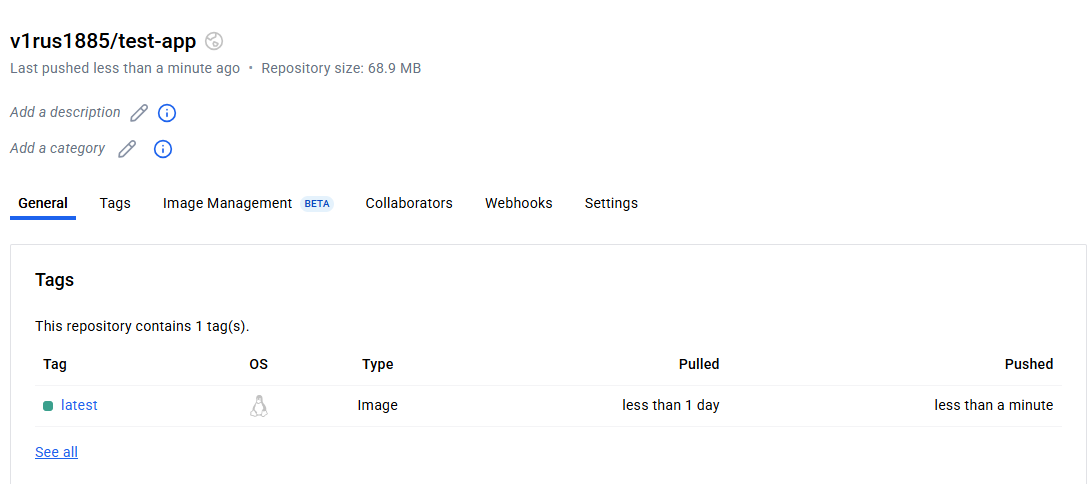 v1rus1885/test-app
Last pushed less than a minute ago • Repository size: 68.9 MB
Add a description
Add a category
General Tags Image Management BETA Collaborators Webhooks Settings
Tags
This repository contains 1 tag(s).
Tag OS Type Pulled Pushed
latest Image less than 1 day less than a minute
See all